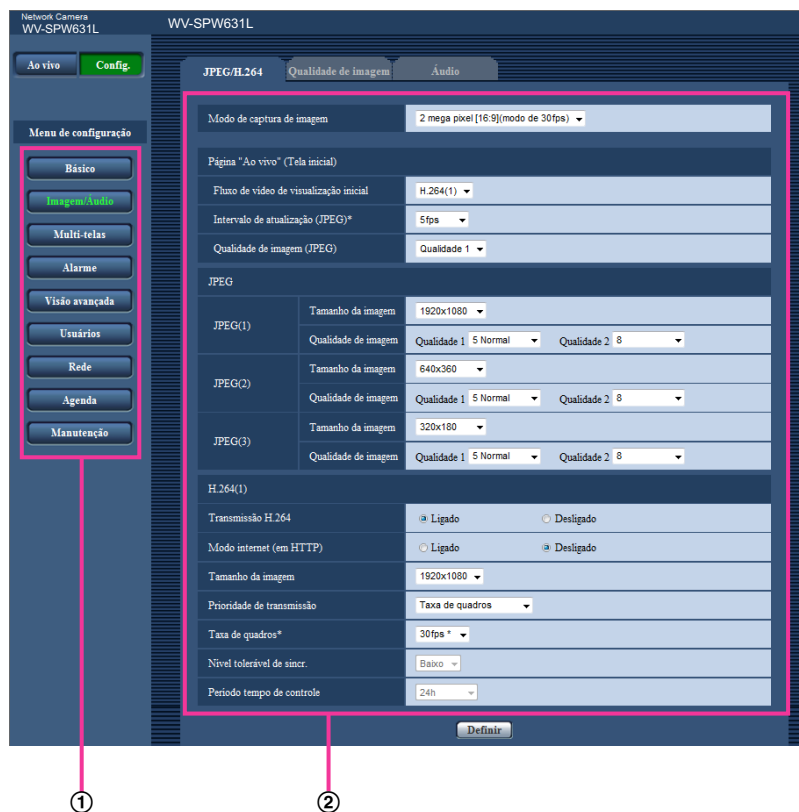 Network Camera
WV-SPW631L
WV-SPW631L
Ao vivo Config.
Menu de configuração
Básico
Imagem/Áudio
Multi-telas
Alarme
Visão avançada
Usuários
Rede
Agenda
Manutenção
JPEG/H.264 Qualidade de imagem Áudio
Modo de captura de imagem 2 mega pixel [16:9](modo de 30fps)
Página "Ao vivo" (Tela inicial)
Fluxo de vídeo de visualização inicial H.264(1)
Intervalo de atualização (JPEG)* 5fps
Qualidade de imagem (JPEG) Qualidade 1
JPEG
JPEG(1)
Tamanho da imagem 1920x1080
Qualidade de imagem Qualidade 1 5 Normal Qualidade 2 8
JPEG(2)
Tamanho da imagem 640x360
Qualidade de imagem Qualidade 1 5 Normal Qualidade 2 8
JPEG(3)
Tamanho da imagem 320x180
Qualidade de imagem Qualidade 1 5 Normal Qualidade 2 8
H.264(1)
Transmissão H.264 Ligado Desligado
Modo internet (em HTTP) Ligado Desligado
Tamanho da imagem 1920x1080
Prioridade de transmissão Taxa de quadros
Taxa de quadros* 30fps *
Nível tolerável de sincr. Baixo
Período tempo de controle 24h
Definir
① ②